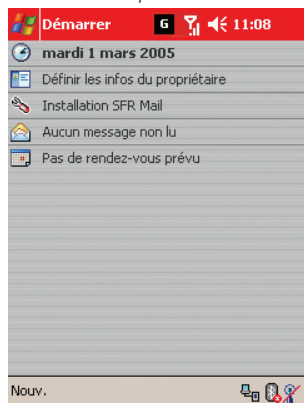 Démarrer G 11:08
mardi 1 mars 2005
Définir les infos du propriétaire
Installation SFR Mail
Aucun message non lu
Pas de rendez-vous prévu
Nouv.